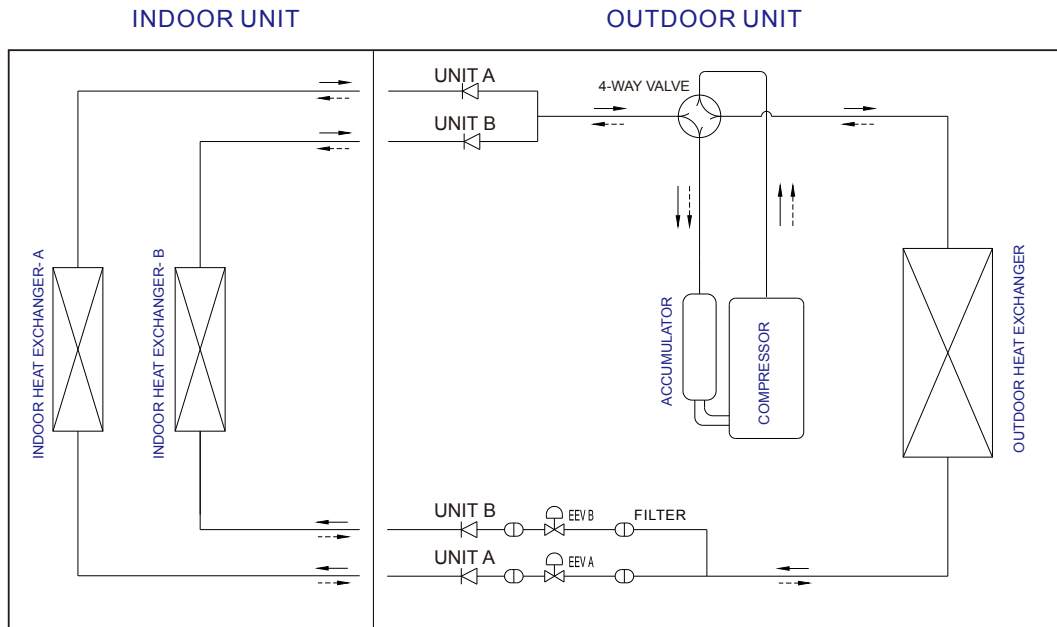 INDOOR UNIT
OUTDOOR UNIT
UNIT A
4-WAY VALVE
UNIT B
INDOOR HEAT EXCHANGER- A
INDOOR HEAT EXCHANGER- B
ACCUMULATOR
COMPRESSOR
OUTDOOR HEAT EXCHANGER
UNIT B
EEV B
FILTER
UNIT A
EEV A